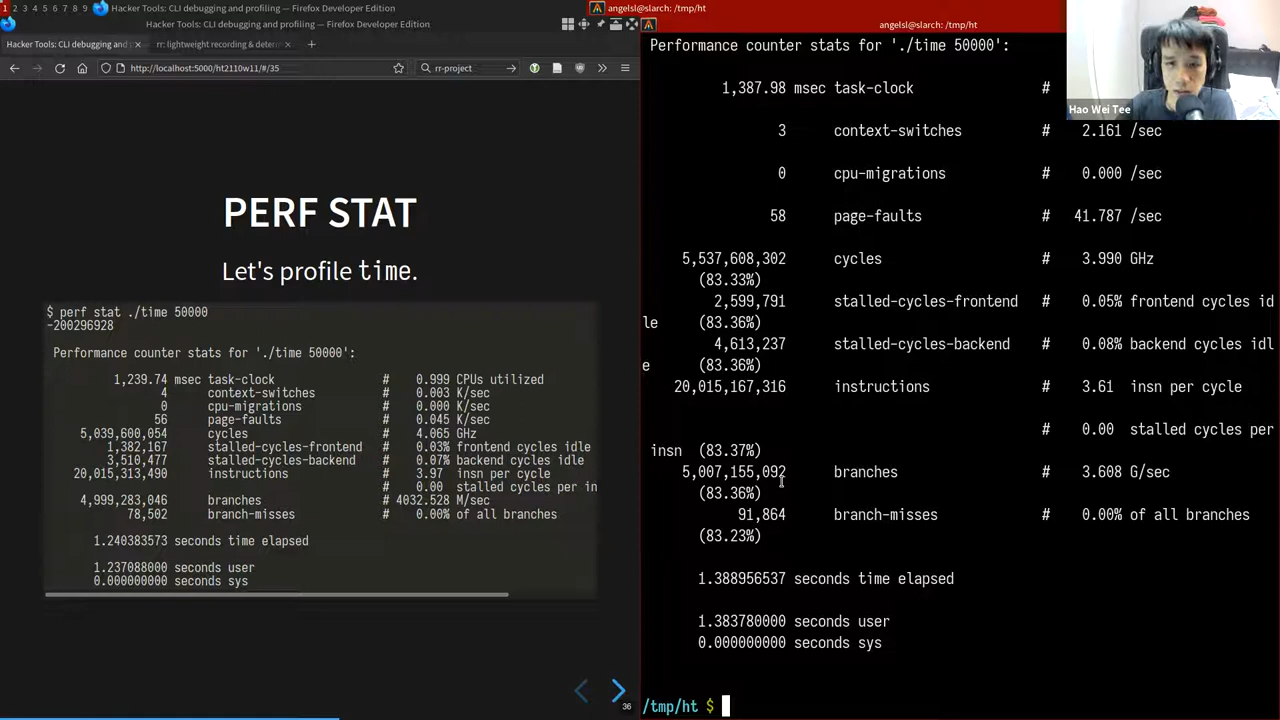 1 2 3 4 5 6 7 8 9 Hacker Tools: CLI debugging and profiling — Firefox Developer Edition
angelsl@slarch: /tmp/ht
Hacker Tools: CLI debugging and profiling — Firefox Developer Edition
angelsl@slarch: /tmp/ht
Hacker Tools: CLI debugging and
rr: lightweight recording & dete
http://localhost:5000/ht2110w11/#/35
rr-project
PERF STAT
Let's profile time.
$ perf stat ./time 50000
-200296928
Performance counter stats for './time 50000':
1,239.74 msec task-clock # 0.999 CPUs utilized
4 context-switches # 0.003 K/sec
0 cpu-migrations # 0.000 K/sec
56 page-faults # 0.045 K/sec
5,039,600,054 cycles # 4.065 GHz
1,382,167 stalled-cycles-frontend # 0.03% frontend cycles idle
3,510,477 stalled-cycles-backend # 0.07% backend cycles idle
20,015,313,490 instructions # 3.97 insn per cycle
# 0.00 stalled cycles per in
4,999,283,046 branches # 4032.528 M/sec
78,502 branch-misses # 0.00% of all branches
1.240383573 seconds time elapsed
1.237088000 seconds user
0.000000000 seconds sys
36
Performance counter stats for './time 50000':
1,387.98 msec task-clock #
3 context-switches # 2.161 /sec
0 cpu-migrations # 0.000 /sec
58 page-faults # 41.787 /sec
5,537,608,302 cycles # 3.990 GHz
(83.33%)
2,599,791 stalled-cycles-frontend # 0.05% frontend cycles id
le (83.36%)
4,613,237 stalled-cycles-backend # 0.08% backend cycles idl
e (83.36%)
20,015,167,316 instructions # 3.61 insn per cycle
# 0.00 stalled cycles per
insn (83.37%)
5,007,155,092 branches # 3.608 G/sec
(83.36%)
91,864 branch-misses # 0.00% of all branches
(83.23%)
1.388956537 seconds time elapsed
1.383780000 seconds user
0.000000000 seconds sys
/tmp/ht $
Hao Wei Tee